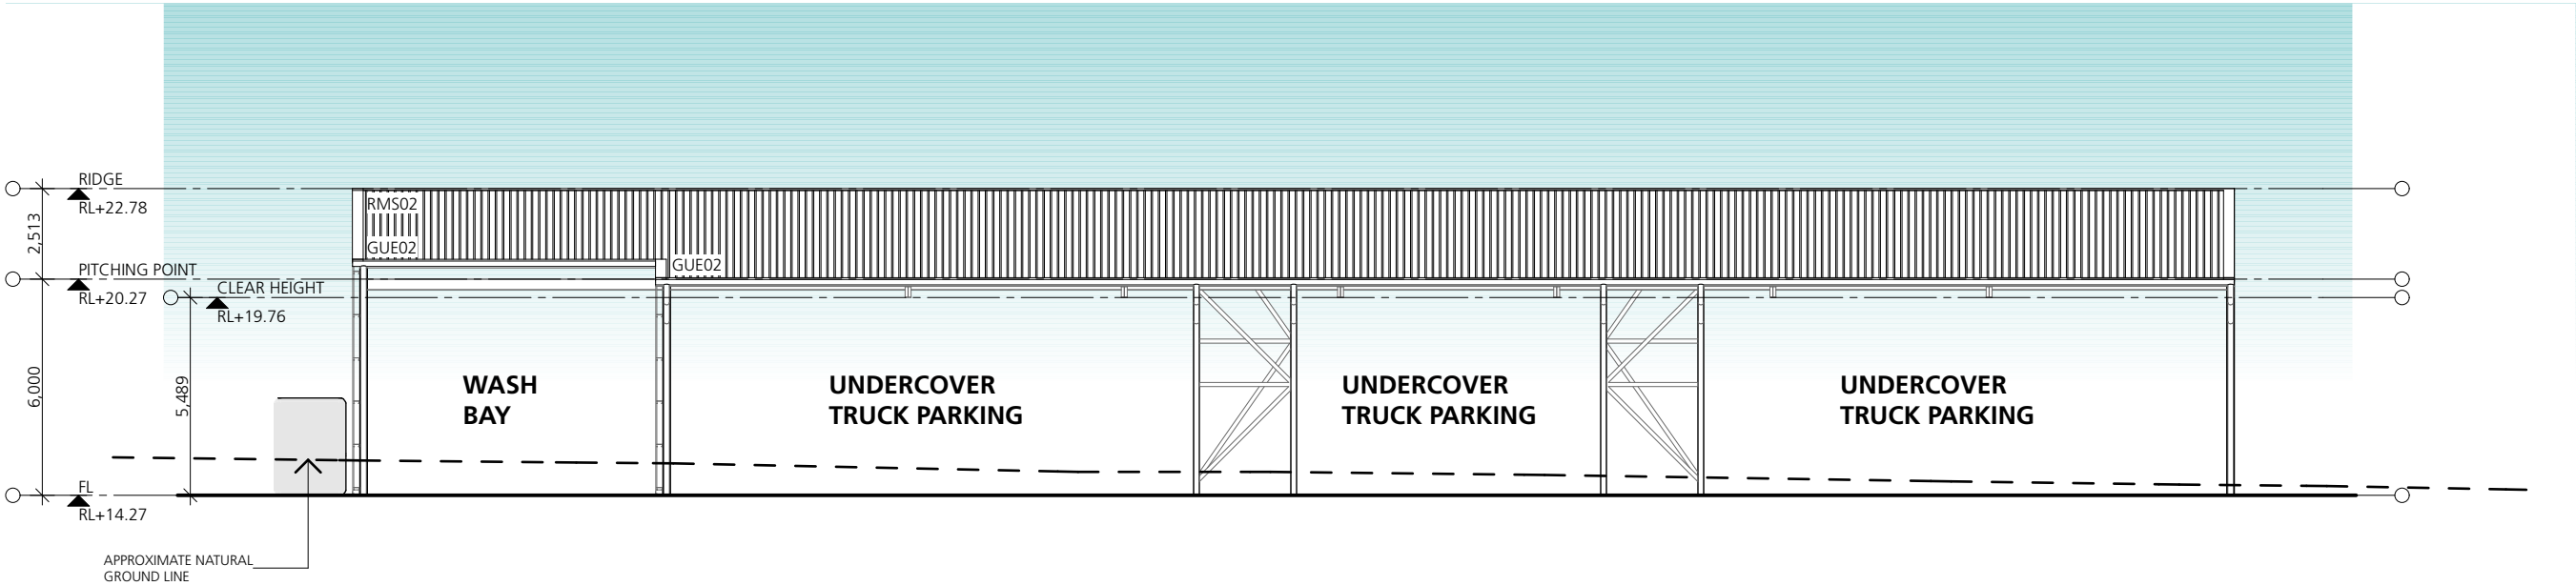 RIDGE
RL+22.78
2,513
PITCHING POINT
RL+20.27
CLEAR HEIGHT
RL+19.76
6,000
5,489
FL
RL+14.27
APPROXIMATE NATURAL
GROUND LINE
RMS02
GUE02
GUE02
WASH
BAY
UNDERCOVER
TRUCK PARKING
UNDERCOVER
TRUCK PARKING
UNDERCOVER
TRUCK PARKING